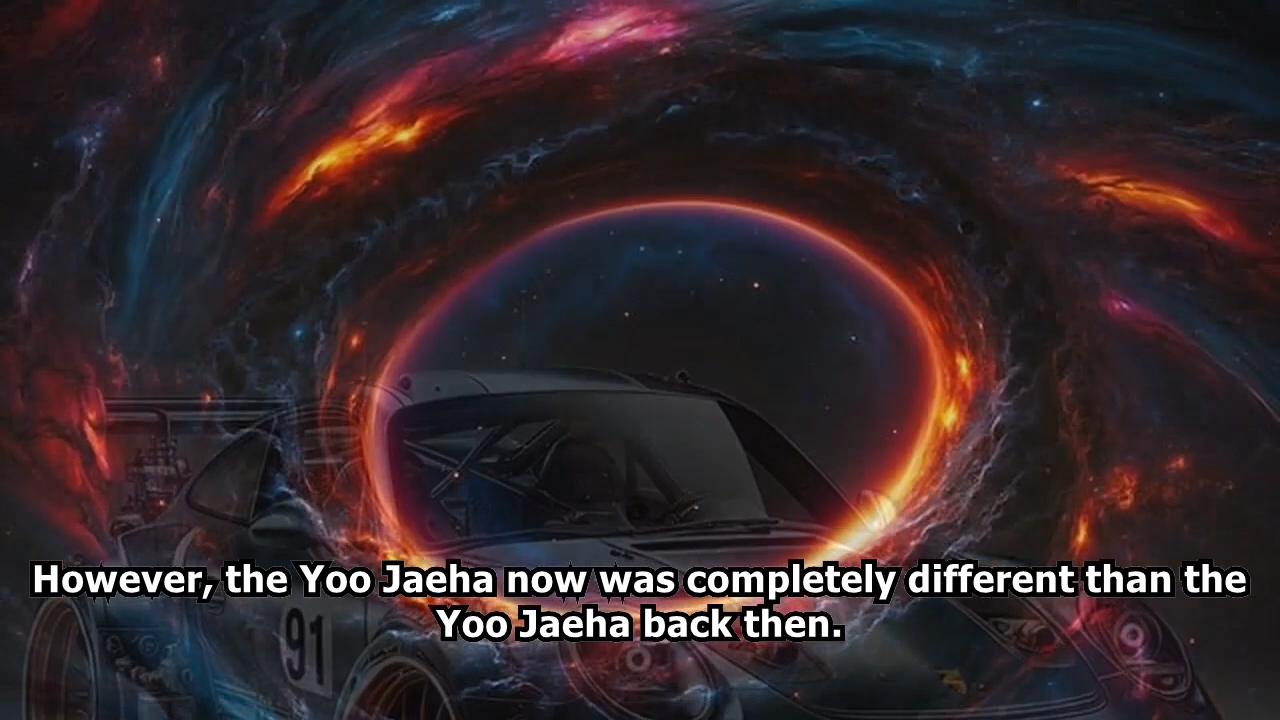 However, the Yoo Jaeha now was completely different than the
Yoo Jaeha back then.
91